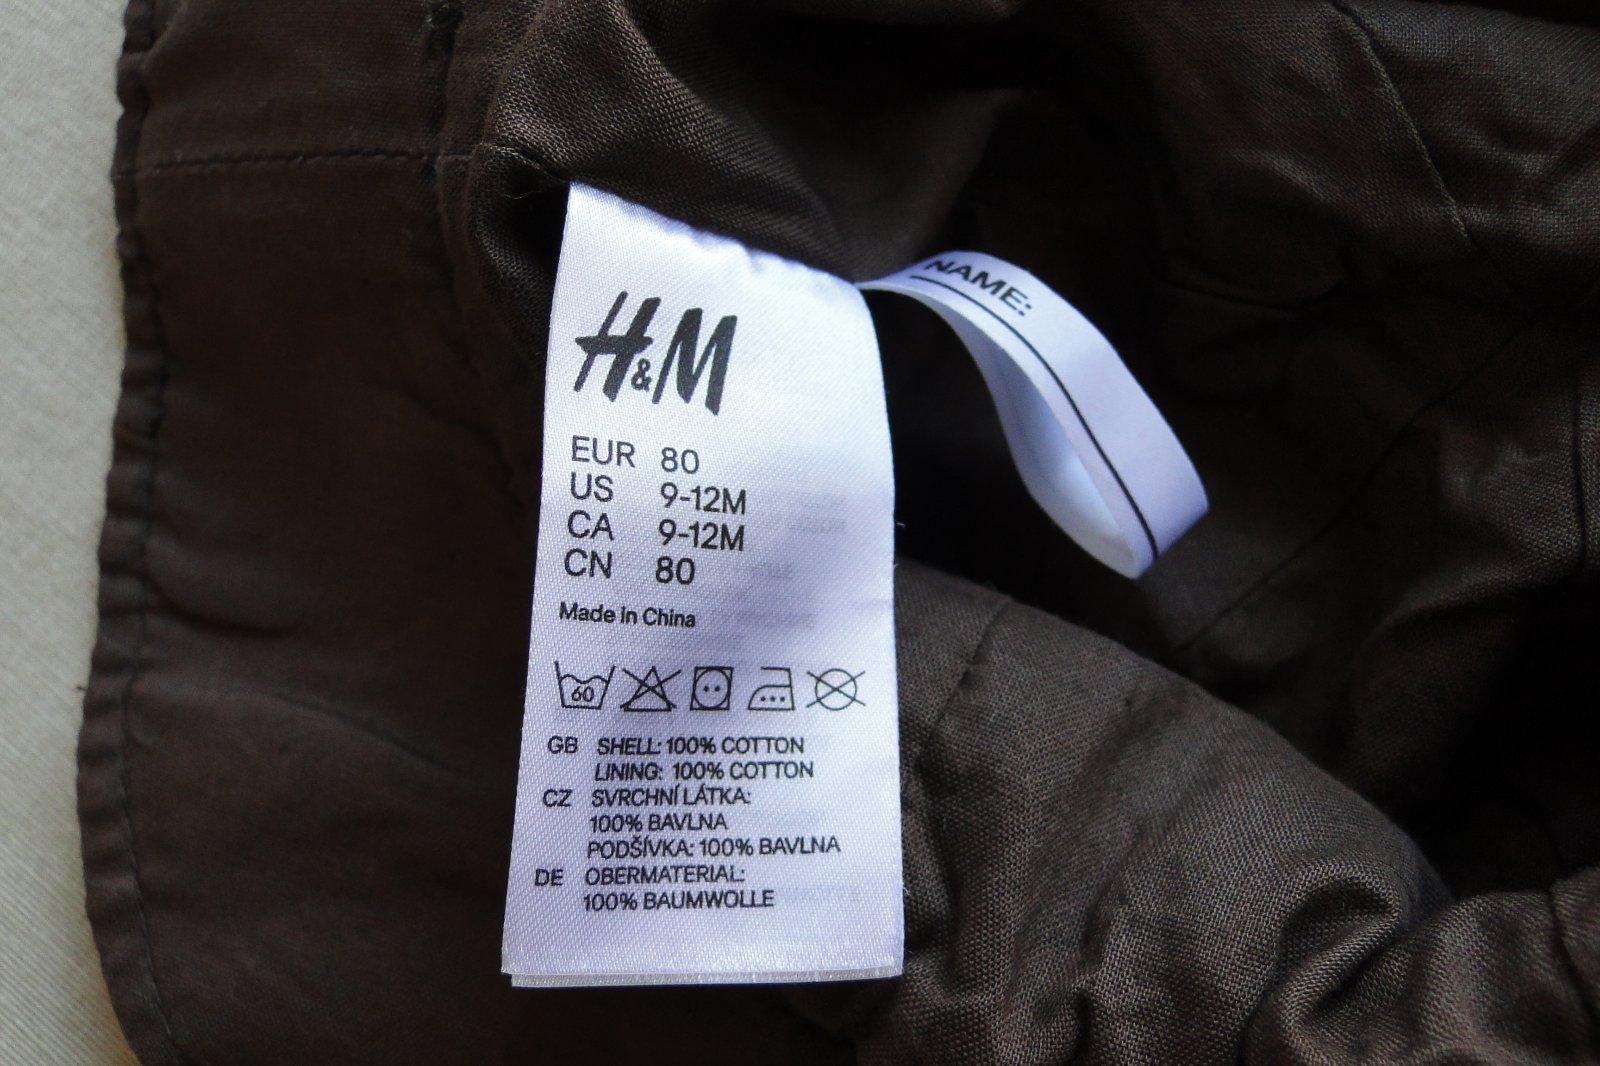 H&M
EUR 80
US 9-12M
CA 9-12M
CN 80
Made in China
60
GB SHELL: 100% COTTON
LINING: 100% COTTON
CZ SVRCHNÍ LÁTKA:
100% BAVLNA
PODŠÍVKA: 100% BAVLNA
DE OBERMATERIAL:
100% BAUMWOLLE
NAME: